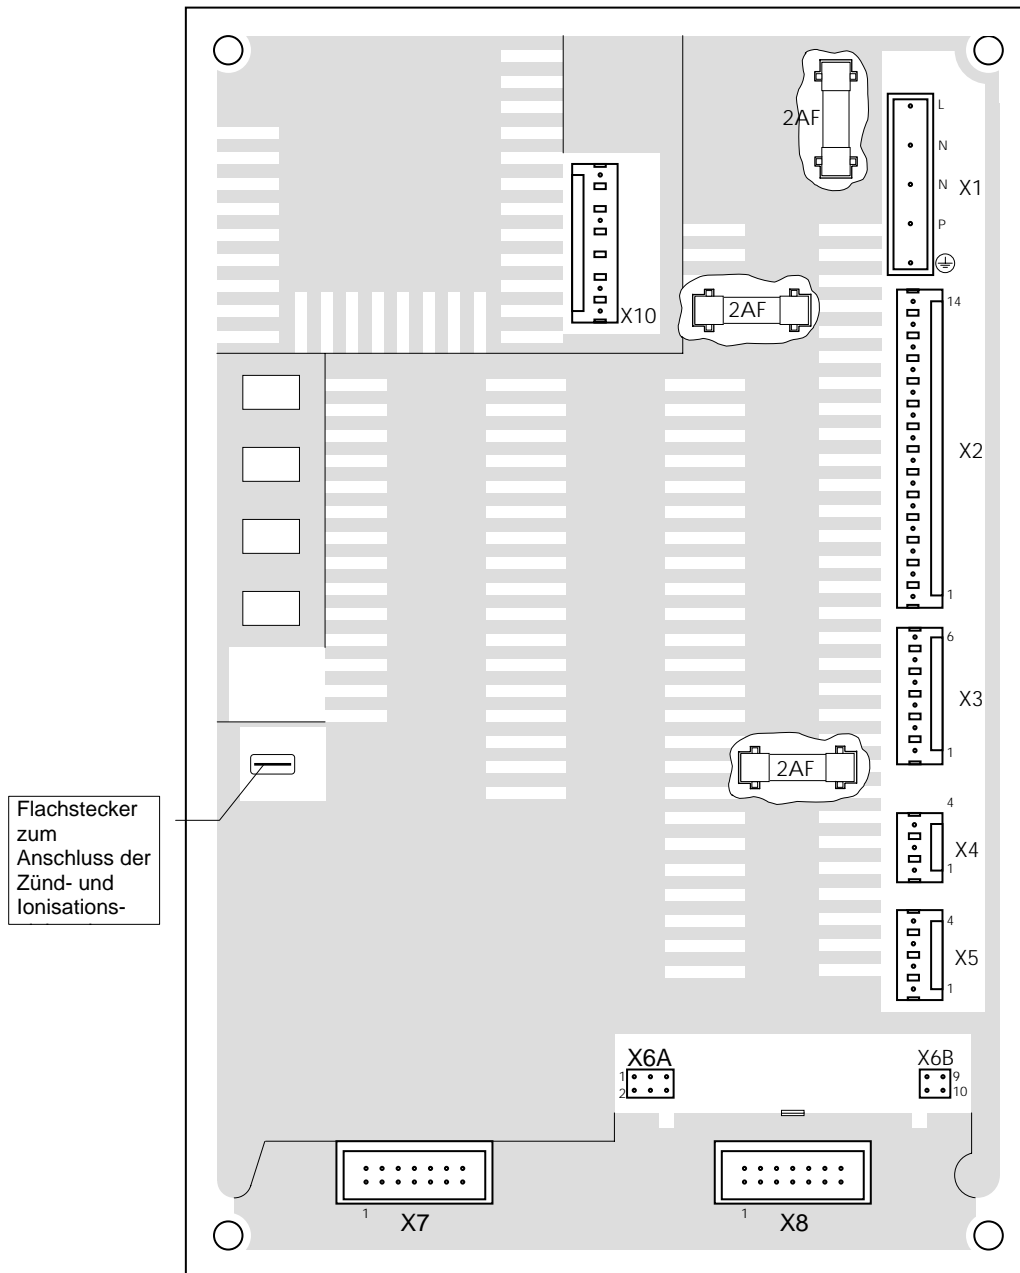 L
2AF
N
N
X1
P
X10
2AF
14
X2
1
6
X3
1
2AF
Flachstecker
zum
Anschluss der
Zünd- und
Ionisations-
4
X4
1
4
X5
1
X6A
X6B
1
9
2
10
1
X7
1
X8